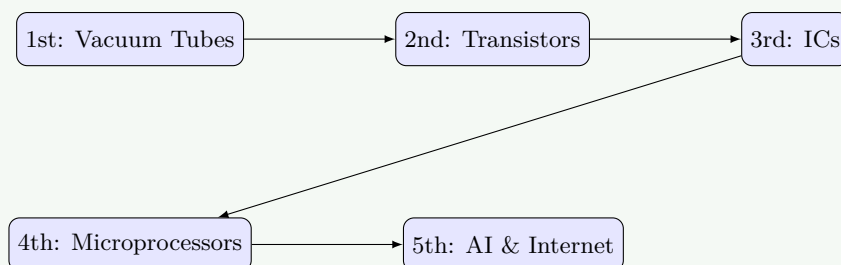 1st: Vacuum Tubes
2nd: Transistors
3rd: ICs
4th: Microprocessors
5th: AI & Internet